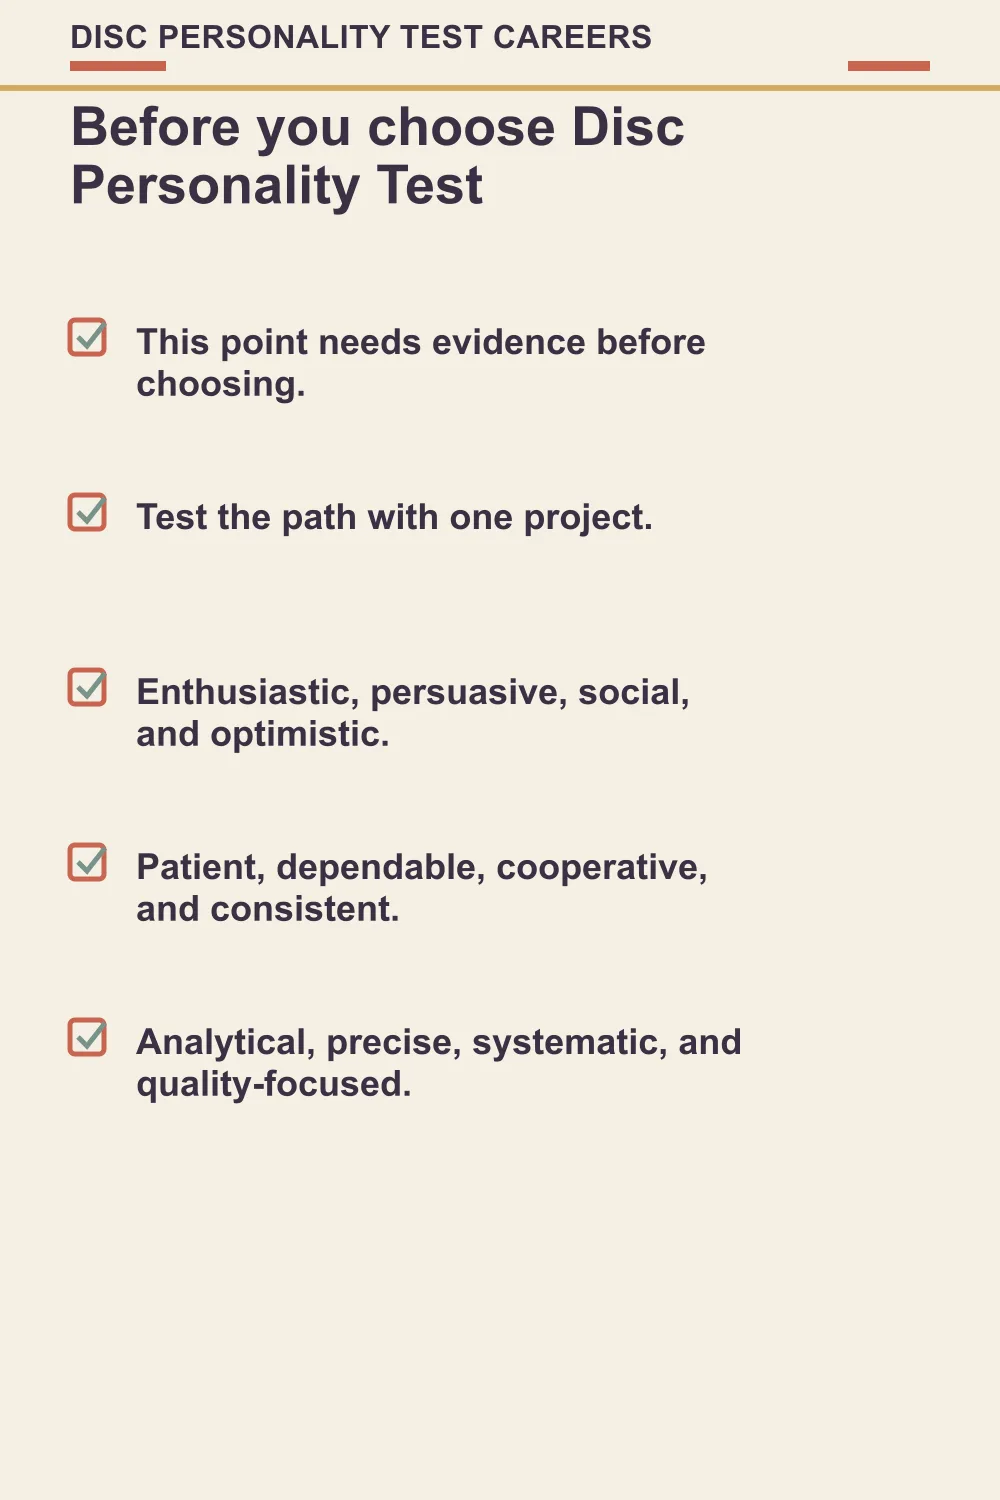 DISC PERSONALITY TEST CAREERS
Before you choose Disc
Personality Test
This point needs evidence before
choosing.
Test the path with one project.
Enthusiastic, persuasive, social,
and optimistic.
Patient, dependable, cooperative,
and consistent.
Analytical, precise, systematic, and
quality-focused.